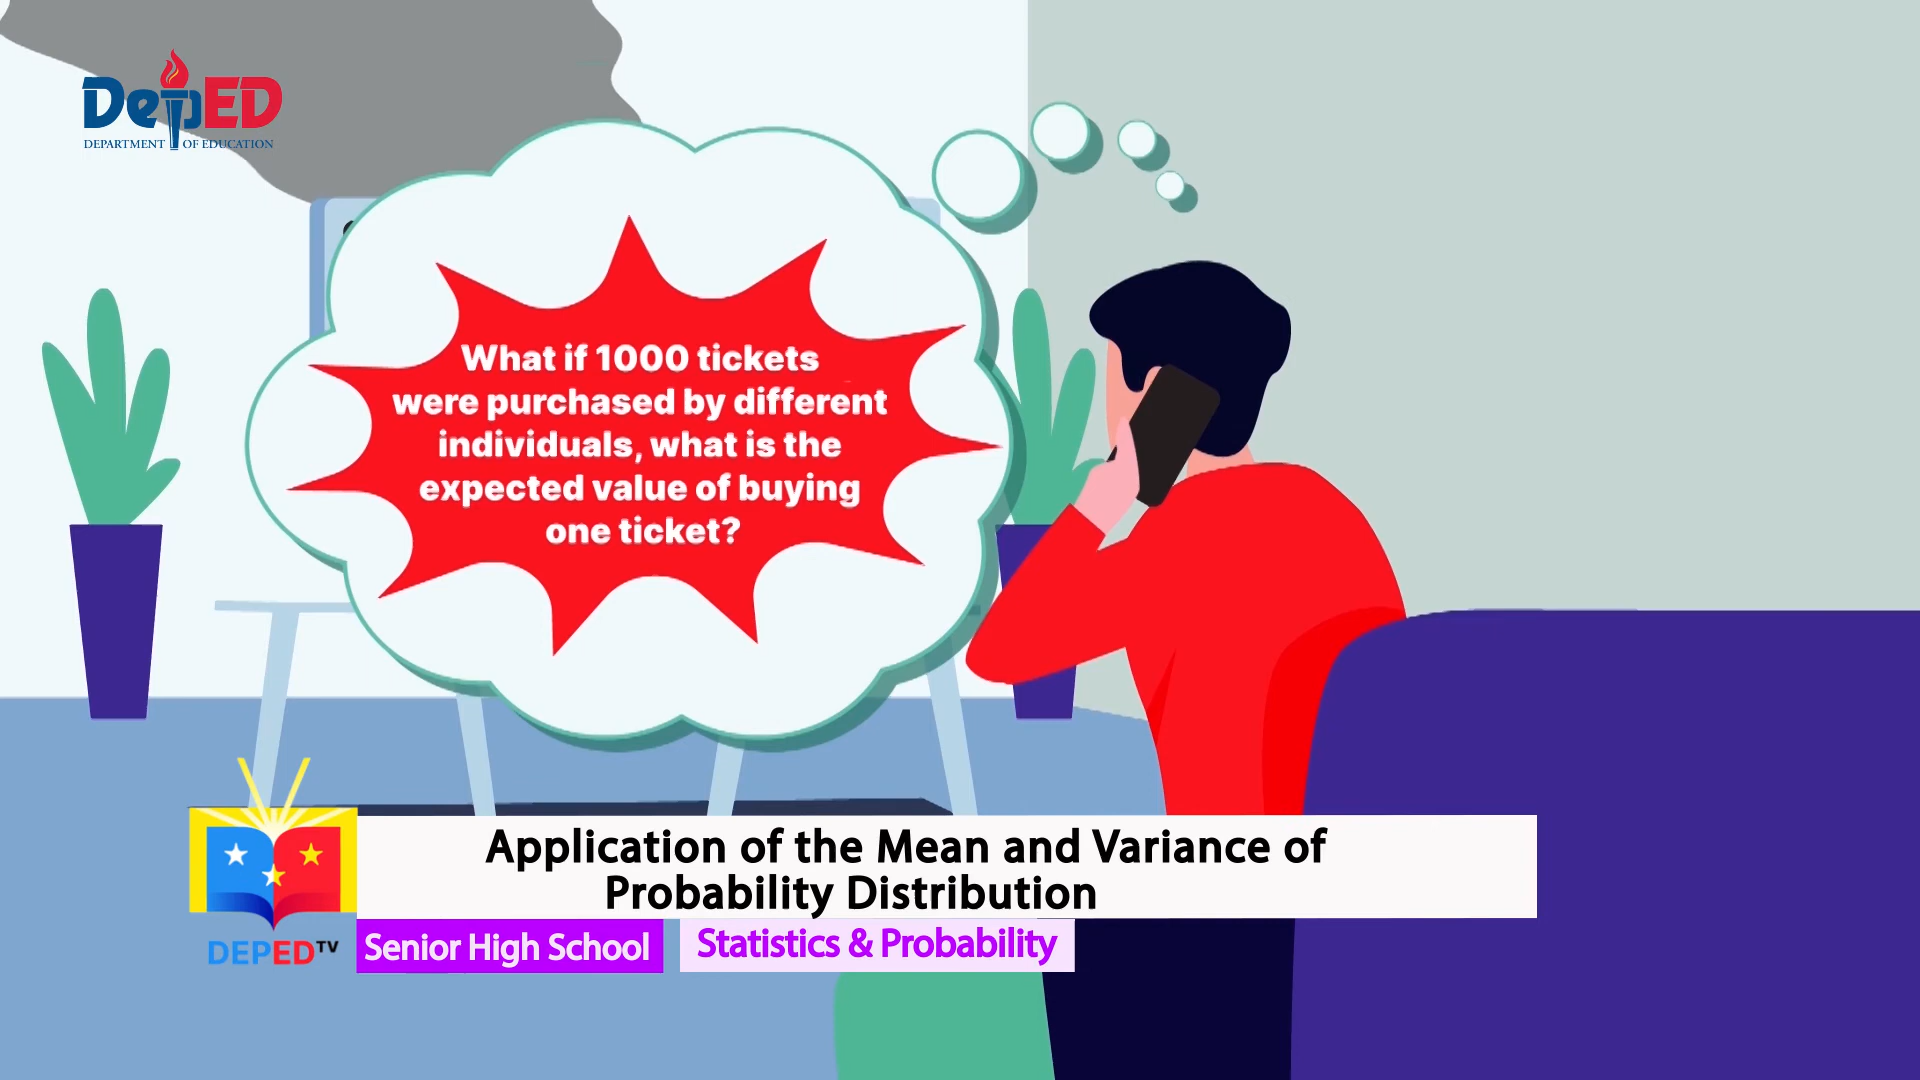 DepED
DEPARTMENT OF EDUCATION
What if 1000 tickets
were purchased by different
individuals, what is the
expected value of buying
one ticket?
Application of the Mean and Variance of
Probability Distribution
DEPED TV
Senior High School
Statistics & Probability